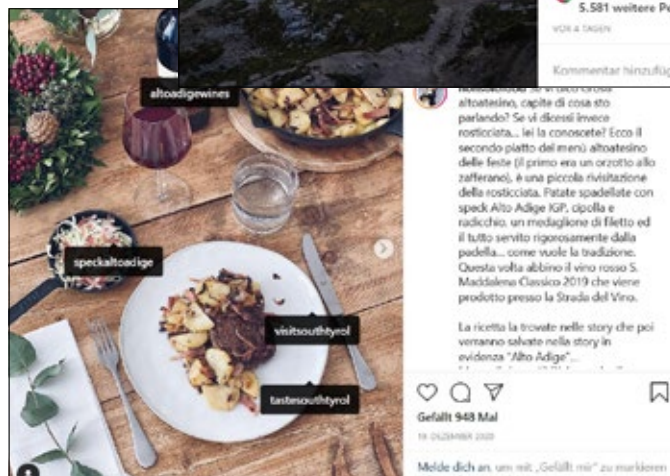 5.581 weitere Pe
VOR 4 TAGEN
Kommentar hinzufüg
altoadigewines
speckaltoadige
visitsouthtyrol
tastesouthtyrol
Se vi dico Grösti
altoatesino, capite di cosa sto
parlando? Se vi dicessi invece
rosticciata... lei la conoscete? Ecco il
secondo piatto del menù altoatesino
delle feste (il primo era un orzotto allo
zafferano), è una piccola rivisitazione
della rosticciata. Patate spadellate con
speck Alto Adige IGP, cipolla e
radicchio, un medaglione di filetto ed
il tutto servito rigorosamente dalla
padella... come vuole la tradizione.
Questa volta abbino il vino rosso S.
Maddalena Classico 2019 che viene
prodotto presso la Strada del Vino.
La ricetta la trovate nelle story che poi
verranno salvate nella story in
evidenza "Alto Adige"...
Gefällt 948 Mal
19. DEZEMBER 2020
Melde dich an, um mit „Gefällt mir" zu markieren